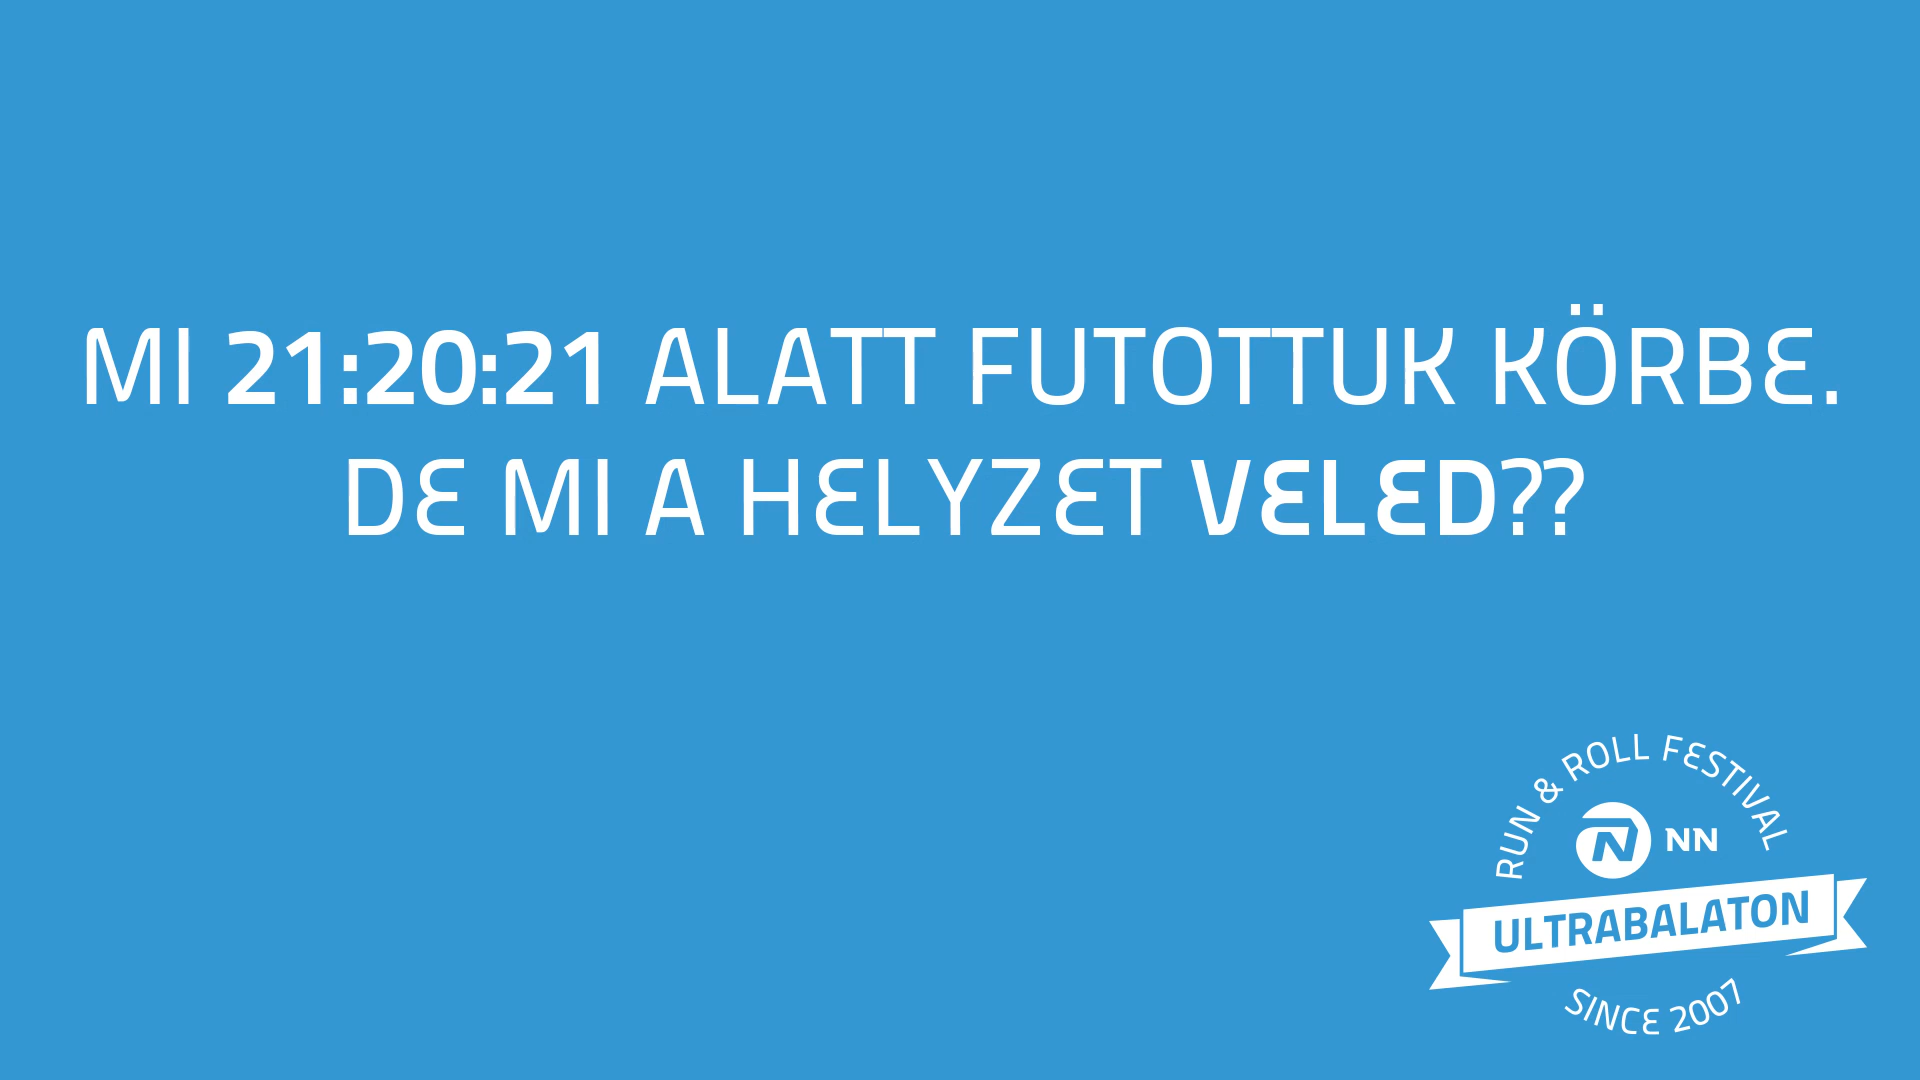 MI 21:20:21 ALATT FUTOTTUK KÖRBE.
DE MI A HELYZET VELED??
RUN & ROLL FESTIVAL
NN
ULTRABALATON
SINCE 2007